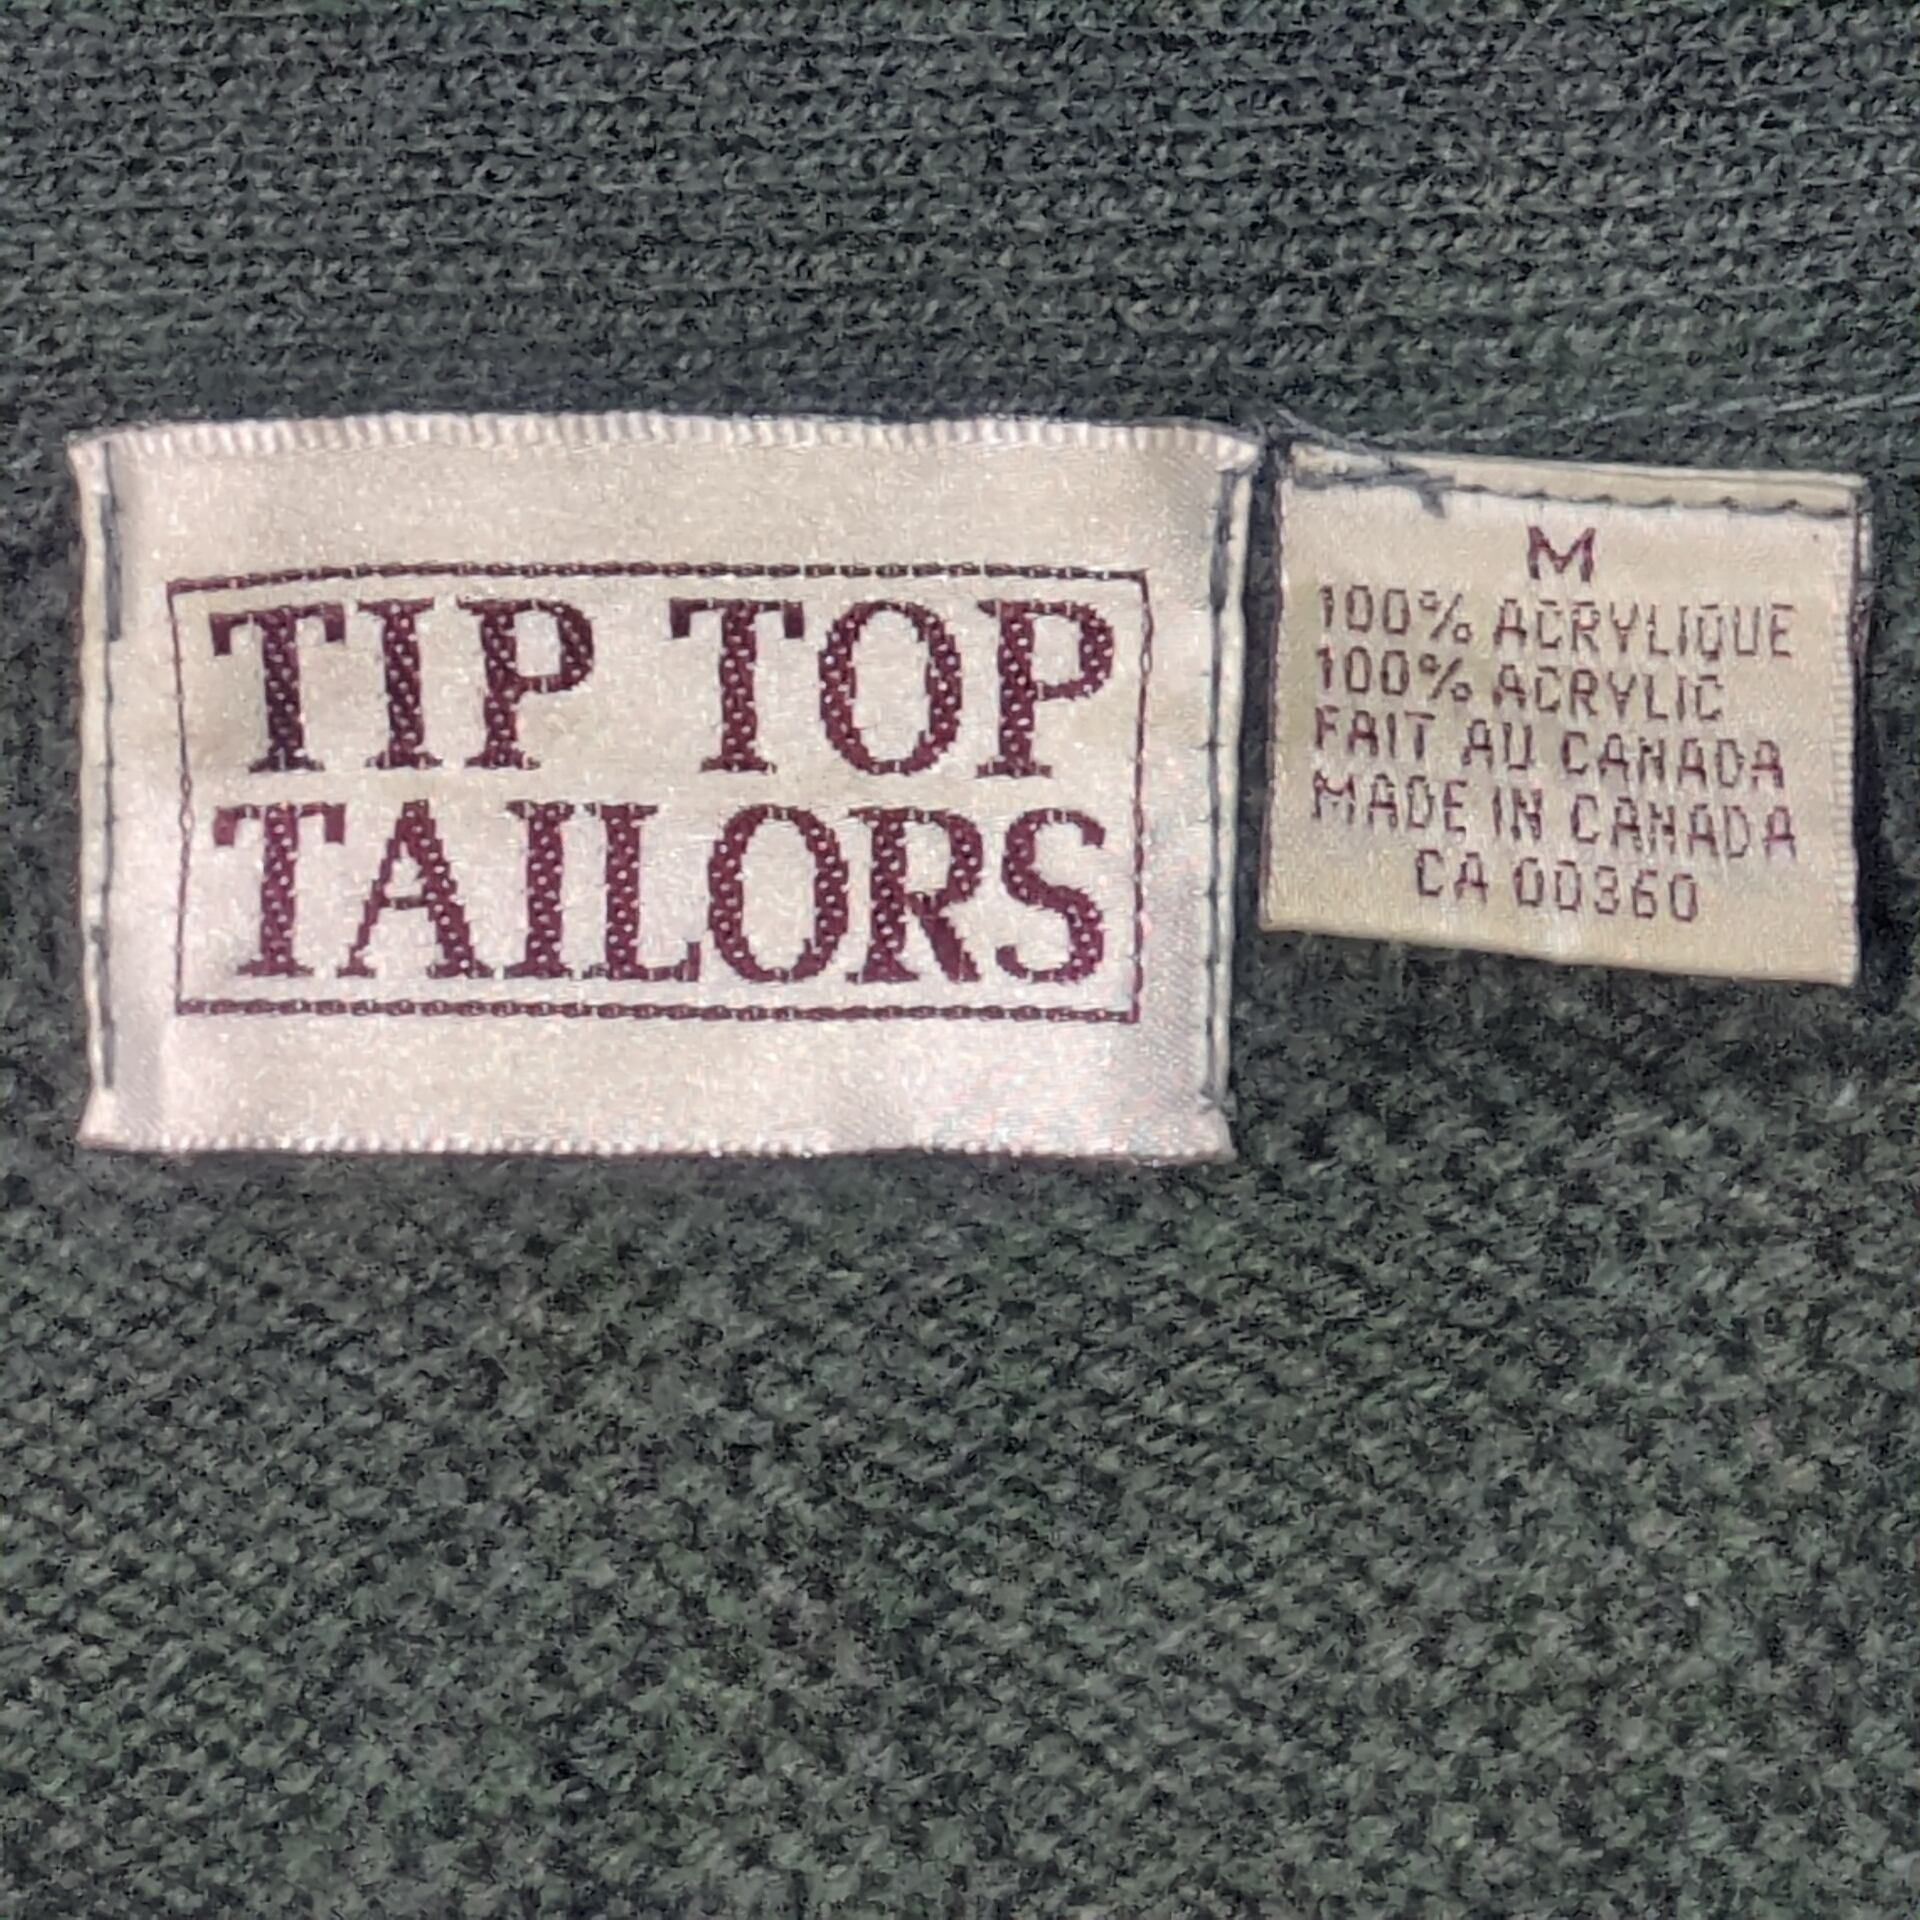 TIP TOP
TAILORS
M
100% ACRYLIQUE
100% ACRYLIC
FAIT AU CANADA
MADE IN CANADA
CA 00360